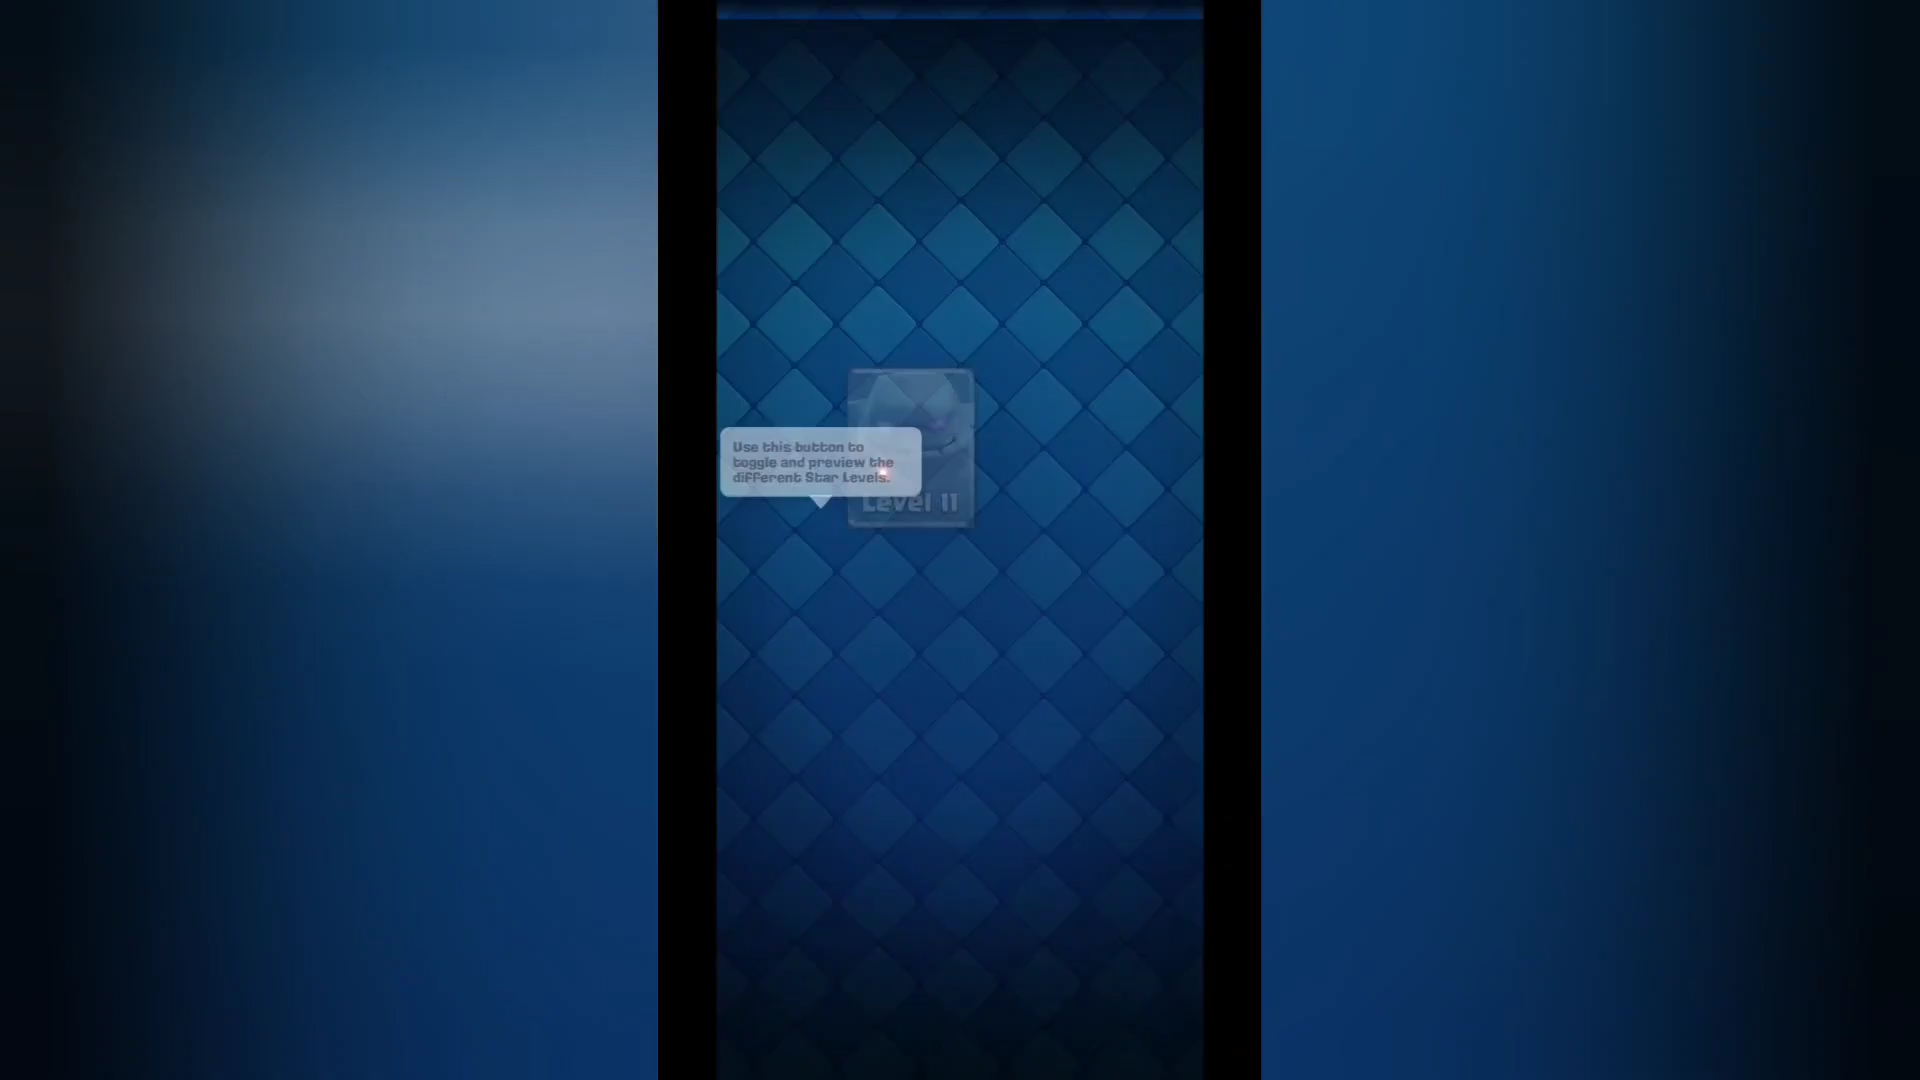 Use this button to
toggle and preview the
different Star Levels.
Level 11